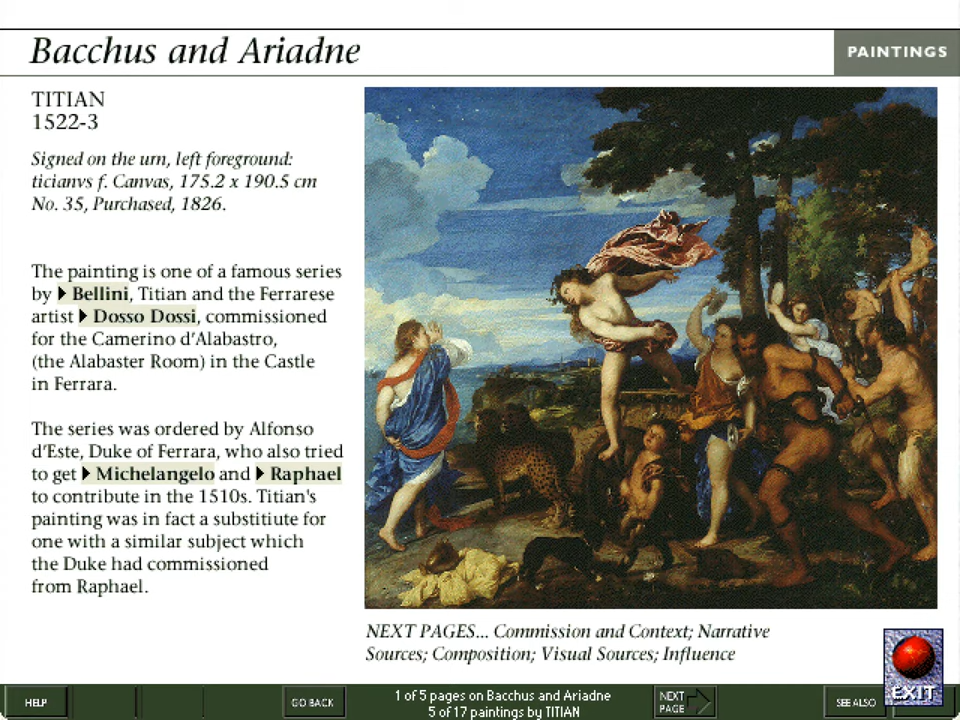 Bacchus and Ariadne
PAINTINGS
TITIAN
1522-3
Signed on the urn, left foreground:
ticianvs f. Canvas, 175.2 x 190.5 cm
No. 35, Purchased, 1826.
The painting is one of a famous series
by Bellini, Titian and the Ferrarese
artist Dosso Dossi, commissioned
for the Camerino d'Alabastro,
(the Alabaster Room) in the Castle
in Ferrara.
The series was ordered by Alfonso
d'Este, Duke of Ferrara, who also tried
to get Michelangelo and Raphael
to contribute in the 1510s. Titian's
painting was in fact a substitiute for
one with a similar subject which
the Duke had commissioned
from Raphael.
NEXT PAGES... Commission and Context; Narrative
Sources; Composition; Visual Sources; Influence
HELP
GO BACK
1 of 5 pages on Bacchus and Ariadne
5 of 17 paintings by TITIAN
NEXT
PAGE
SEE ALSO
EXIT